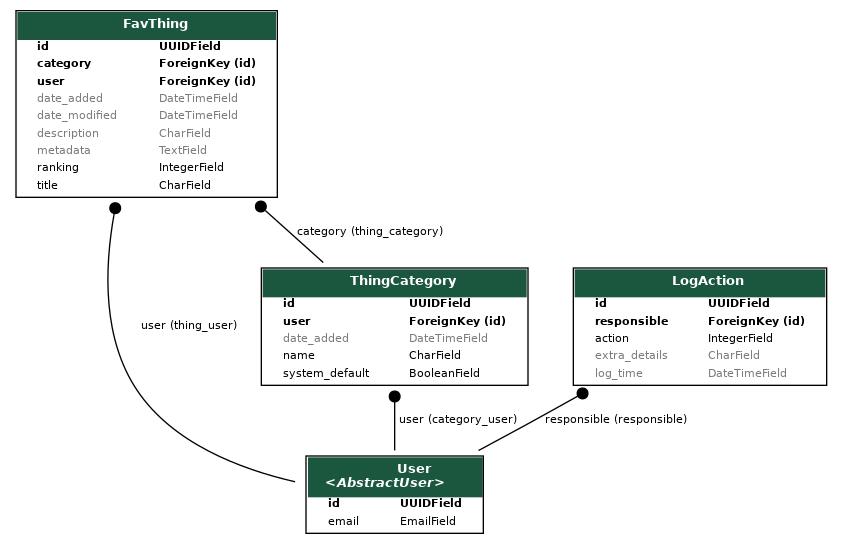 FavThing
id UUIDField
category ForeignKey (id)
user ForeignKey (id)
date_added DateTimeField
date_modified DateTimeField
description CharField
metadata TextField
ranking IntegerField
title CharField
category (thing_category)
user (thing_user)
ThingCategory
id UUIDField
user ForeignKey (id)
date_added DateTimeField
name CharField
system_default BooleanField
LogAction
id UUIDField
responsible ForeignKey (id)
action IntegerField
extra_details CharField
log_time DateTimeField
user (category_user)
responsible (responsible)
User
<AbstractUser>
id UUIDField
email EmailField